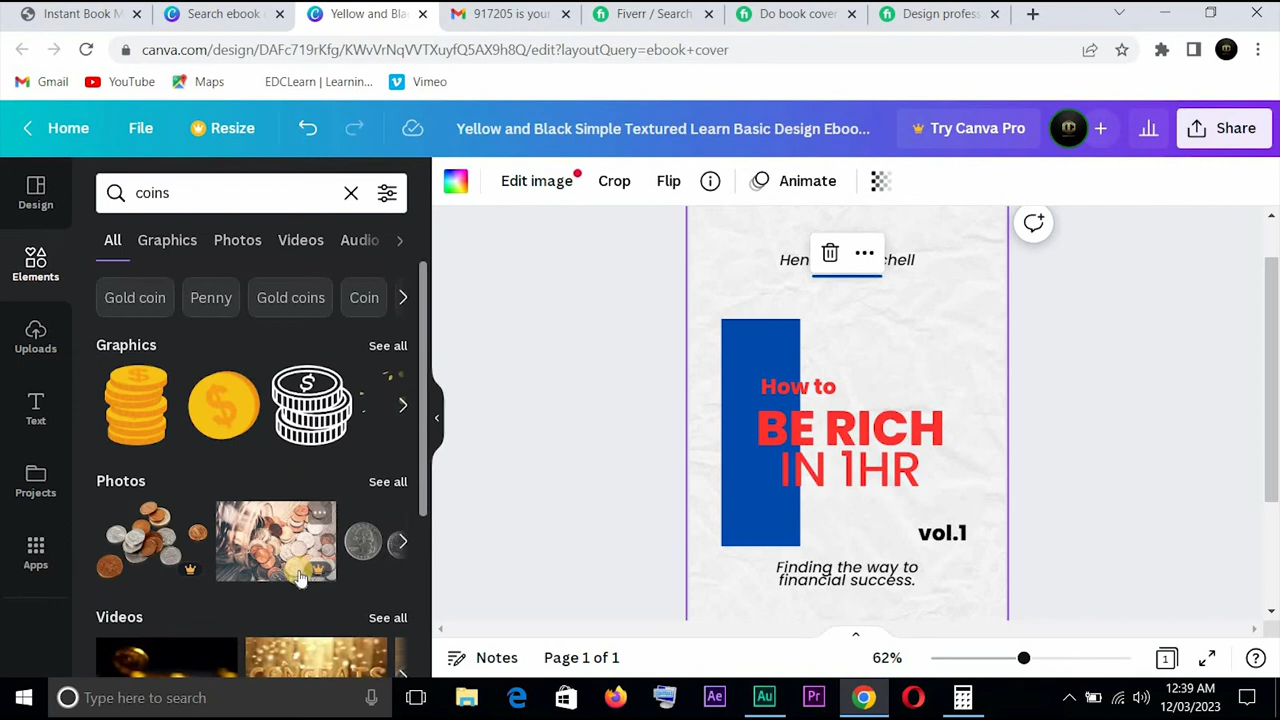 Instant Book M
Search ebook
Yellow and Bla
917205 is your
Fiverr / Search
Do book cover
Design profess
canva.com/design/DAFc719rKfg/KWvVrNqVVTXuyfQ5AX9h8Q/edit?layoutQuery=ebook+cover
Gmail
YouTube
Maps
EDCLearn | Learnin...
Vimeo
Home
File
Resize
Yellow and Black Simple Textured Learn Basic Design Eboo...
Try Canva Pro
Share
coins
Edit image
Crop
Flip
Animate
Design
Elements
Uploads
Text
Projects
Apps
All
Graphics
Photos
Videos
Audio
Gold coin
Penny
Gold coins
Coin
Graphics
See all
Photos
See all
Videos
See all
Hen
chell
How to
BE RICH
IN 1HR
vol.1
Finding the way to
financial success.
Notes
Page 1 of 1
62%
1
Type here to search
Ae
Au
Pr
12:39 AM
12/03/2023